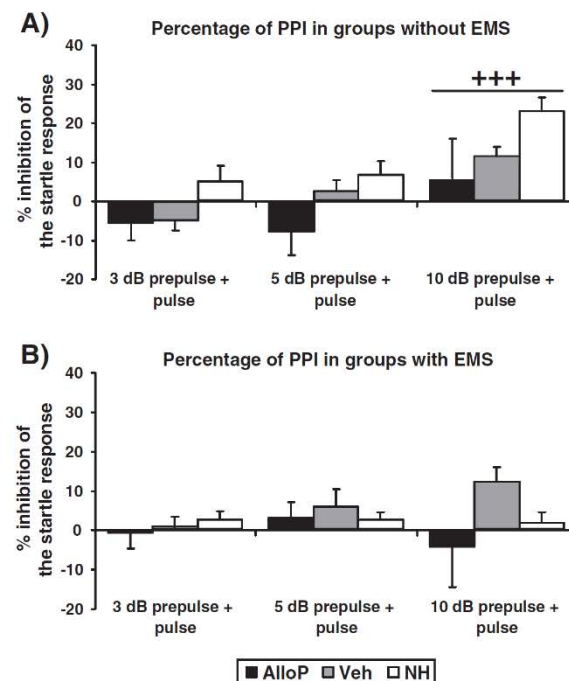 A)
Percentage of PPI in groups without EMS
% inhibition of
the startle response
40
30
20
10
0
-10
-20
+++
3 dB prepulse +
pulse
5 dB prepulse +
pulse
10 dB prepulse +
pulse
B)
Percentage of PPI in groups with EMS
% inhibition of
the startle response
40
30
20
10
0
-10
-20
3 dB prepulse +
pulse
5 dB prepulse +
pulse
10 dB prepulse +
pulse
AlloP Veh NH